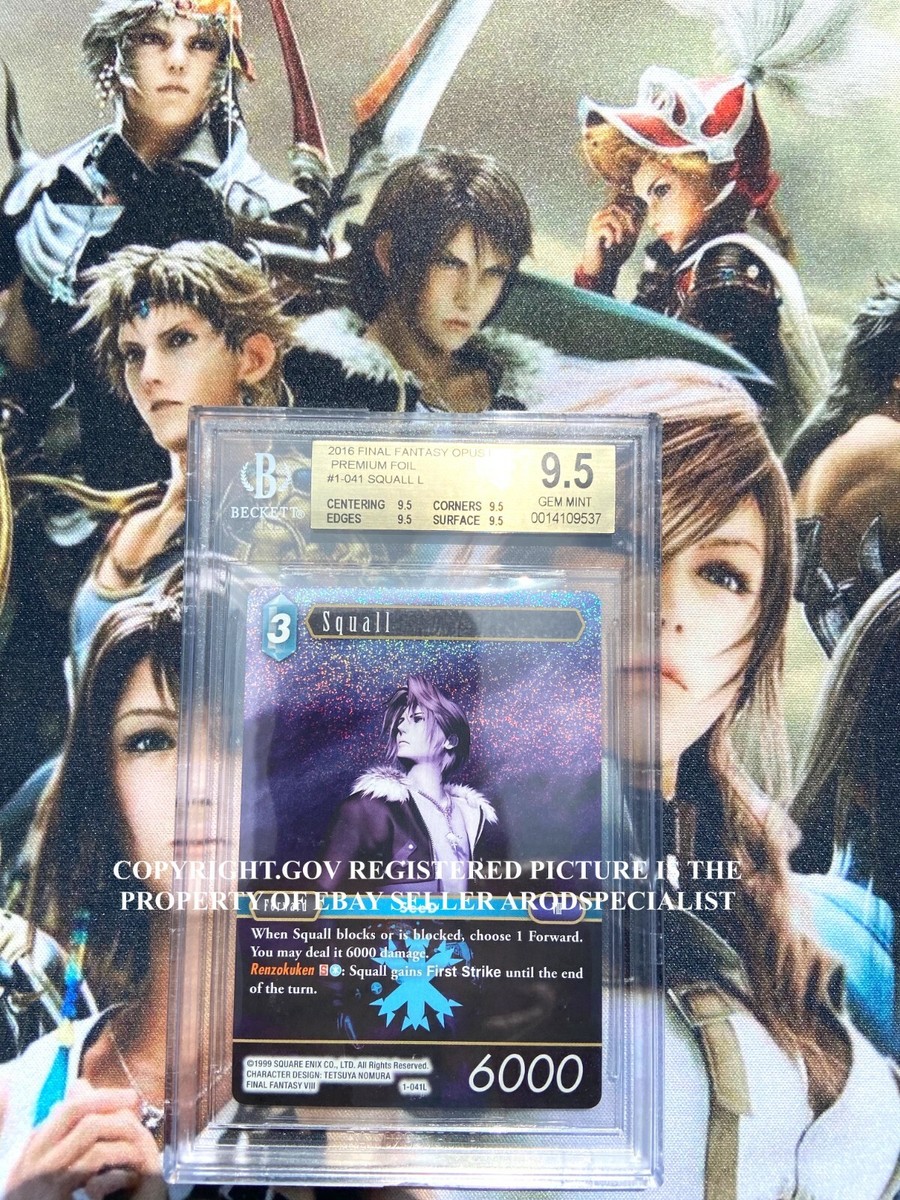 2016 FINAL FANTASY OPUS
PREMIUM FOIL
#1-041 SQUALL L
CENTERING 9.5 CORNERS 9.5
EDGES 9.5 SURFACE 9.5
9.5
GEM MINT
0014109537
B
BECKETT®
3
Squall
COPYRIGHT.GOV REGISTERED PICTURE IS THE
PROPERTY OF EBAY SELLER ARODSPECIALIST
Forward
VIII
When Squall blocks or is blocked, choose 1 Forward.
You may deal it 6000 damage.
Renzokuken S: Squall gains First Strike until the end
of the turn.
©1999 SQUARE ENIX CO., LTD. All Rights Reserved.
CHARACTER DESIGN: TETSUYA NOMURA
FINAL FANTASY VIII
1-041L
6000